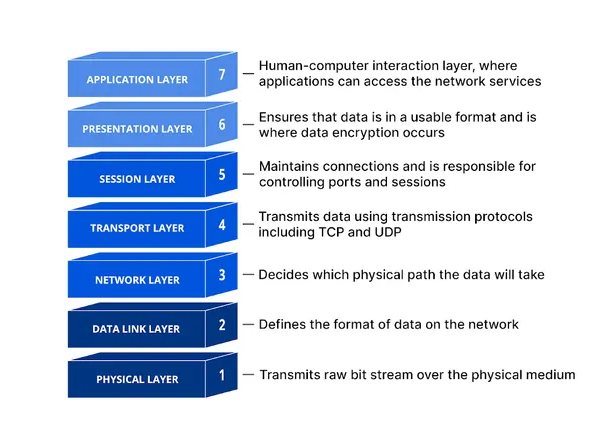 APPLICATION LAYER 7
Human-computer interaction layer, where
applications can access the network services
PRESENTATION LAYER 6
Ensures that data is in a usable format and is
where data encryption occurs
SESSION LAYER 5
Maintains connections and is responsible for
controlling ports and sessions
TRANSPORT LAYER 4
Transmits data using transmission protocols
including TCP and UDP
NETWORK LAYER 3
Decides which physical path the data will take
DATA LINK LAYER 2
Defines the format of data on the network
PHYSICAL LAYER 1
Transmits raw bit stream over the physical medium